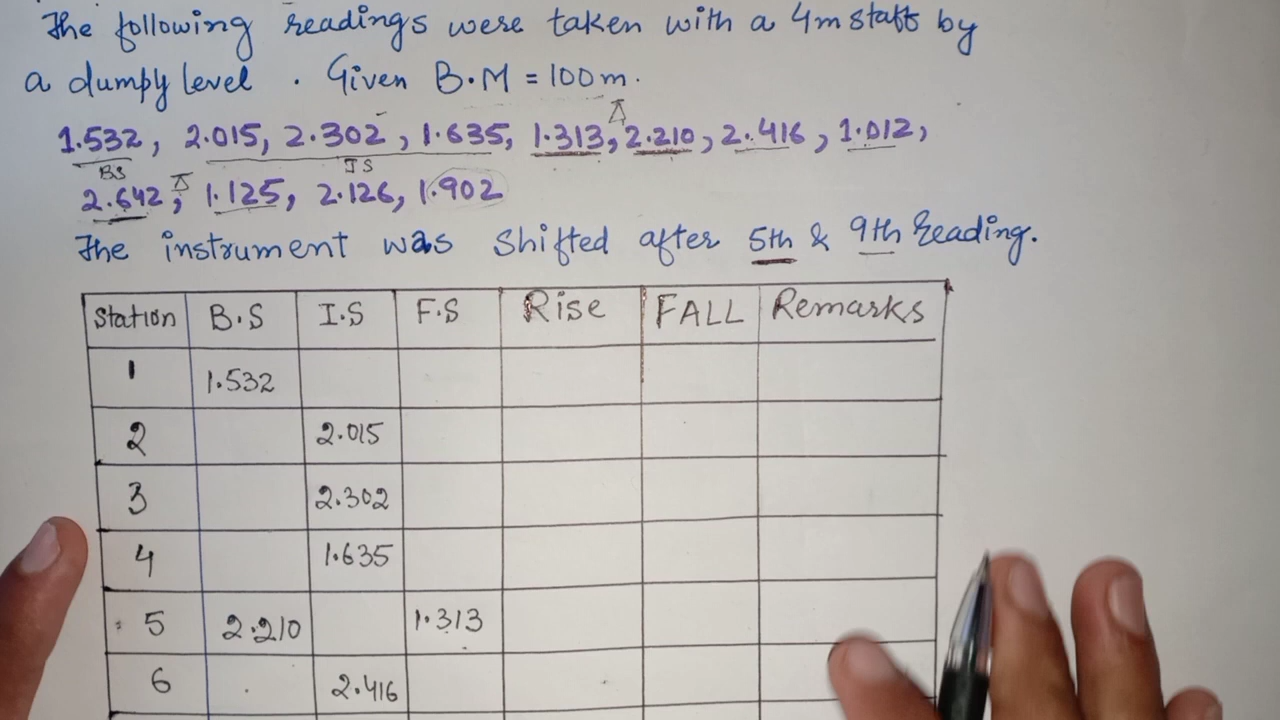 The following readings were taken with a 4m staff by
a dumpy level . Given B.M = 100m.
1.532, 2.015, 2.302, 1.635, 1.313, 2.210, 2.416, 1.012,
BS IS
2.642, 1.125, 2.126, 1.902
The instrument was shifted after 5th & 9th reading.
Station B.S I.S F.S Rise FALL Remarks
1 1.532
2 2.015
3 2.302
4 1.635
5 2.210 1.313
6 2.416